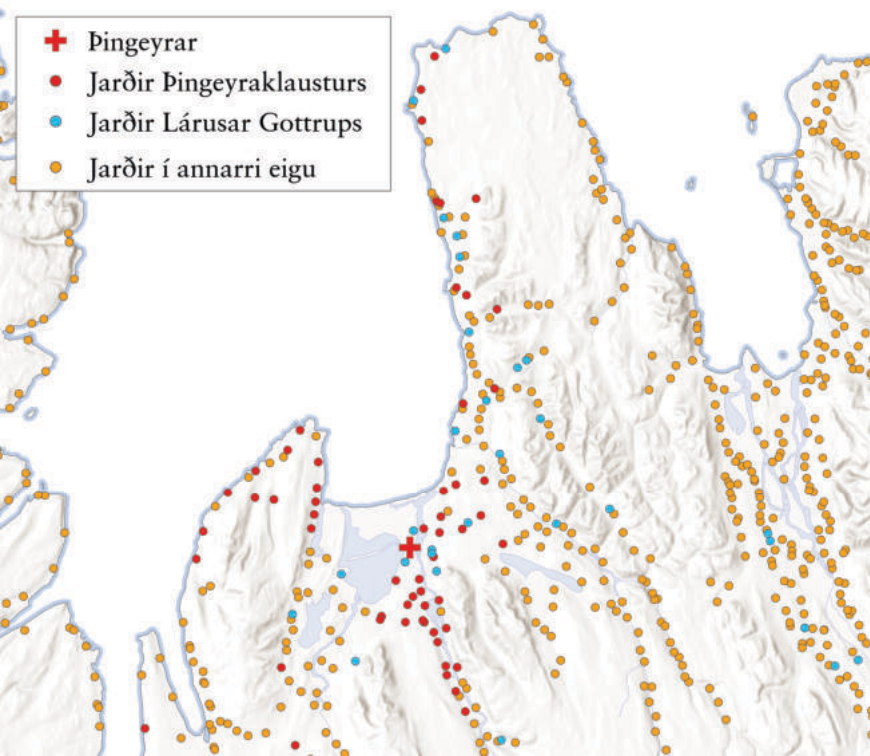 Þingeyrar
Jarðir Þingeyraklausturs
Jarðir Lárusar Gottrups
Jarðir í annarri eigu